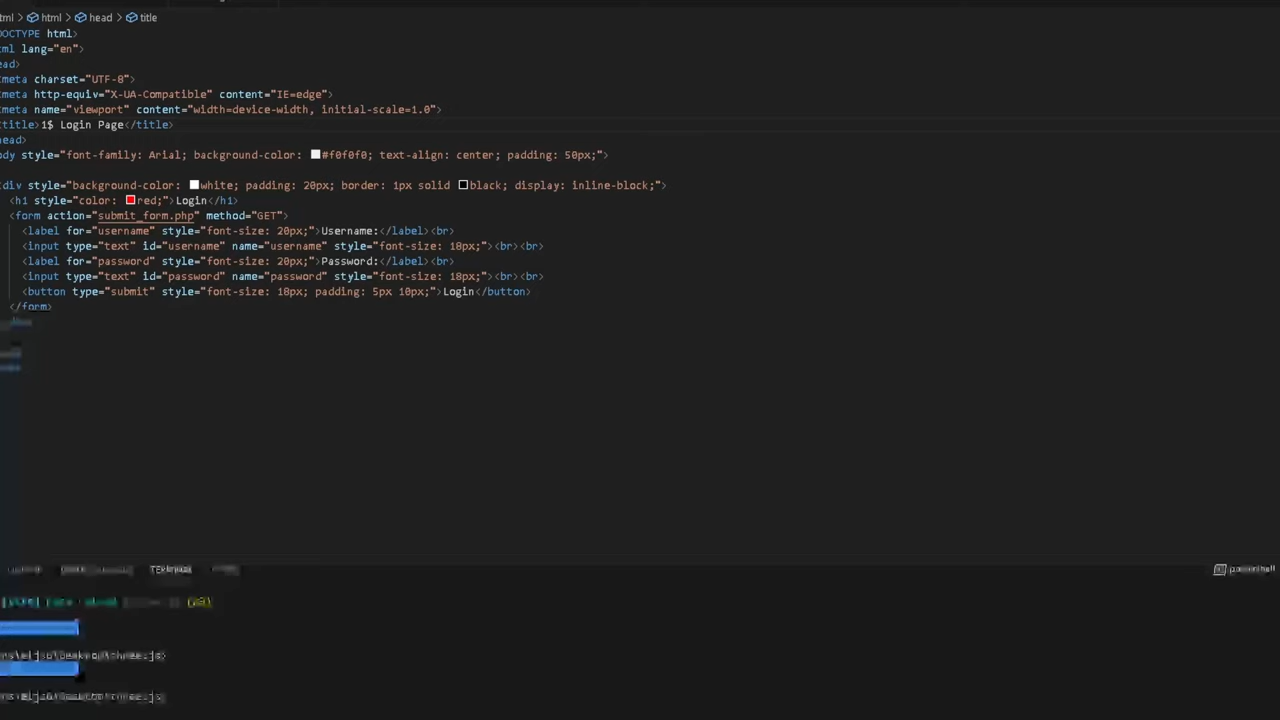 tml > html > head > title
OCTYPE html>
ml lang="en">
ead>
meta charset="UTF-8">
meta http-equiv="X-UA-Compatible" content="IE=edge">
meta name="viewport" content="width=device-width, initial-scale=1.0">
title>1$ Login Page</title>
head>
ody style="font-family: Arial; background-color: #f0f0f0; text-align: center; padding: 50px;">
div style="background-color: white; padding: 20px; border: 1px solid black; display: inline-block;">
<h1 style="color: red;">Login</h1>
<form action="submit_form.php" method="GET">
<label for="username" style="font-size: 20px;">Username:</label><br>
<input type="text" id="username" name="username" style="font-size: 18px;"><br><br>
<label for="password" style="font-size: 20px;">Password:</label><br>
<input type="text" id="password" name="password" style="font-size: 18px;"><br><br>
<button type="submit" style="font-size: 18px; padding: 5px 10px;">Login</button>
</form>
TERMINAL
powershell